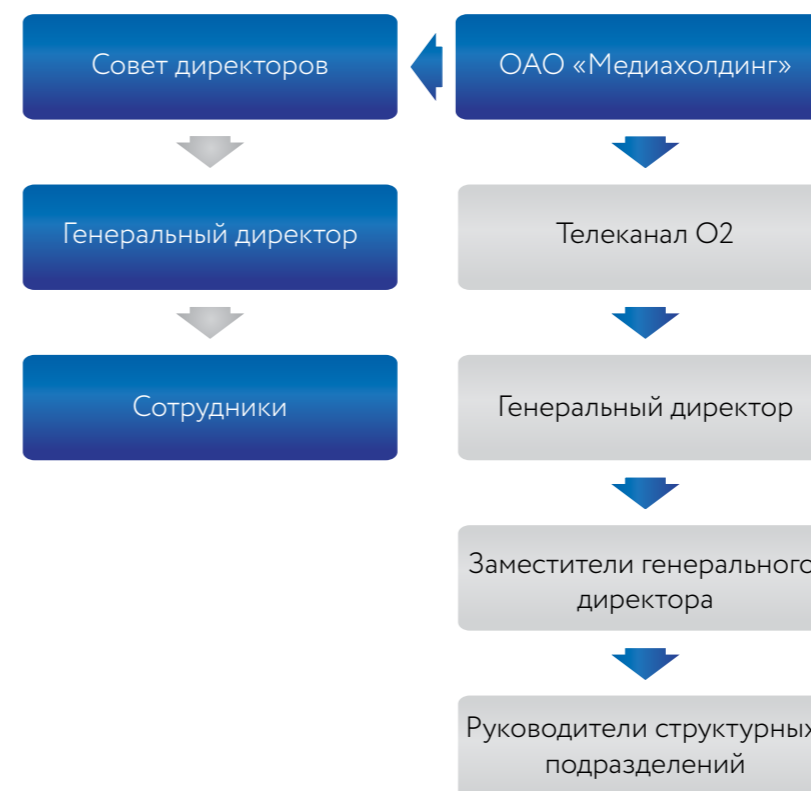 Совет директоров
ОАО «Медиахолдинг»
Генеральный директор
Телеканал О2
Сотрудники
Генеральный директор
Заместители генерального
директора
Руководители структурных
подразделений